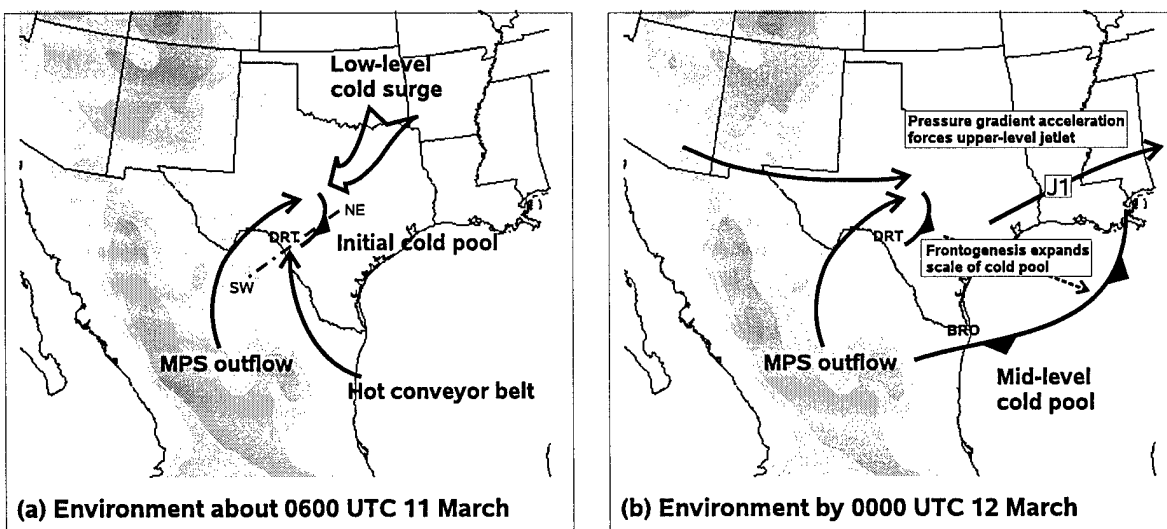 Low-level
cold surge
NE
DRT
Initial cold pool
SW
MPS outflow
Hot conveyor belt
(a) Environment about 0600 UTC 11 March
Pressure gradient acceleration
forces upper-level jetlet
J1
DRT
Frontogenesis expands
scale of cold pool
BRO
MPS outflow
Mid-level
cold pool
(b) Environment by 0000 UTC 12 March